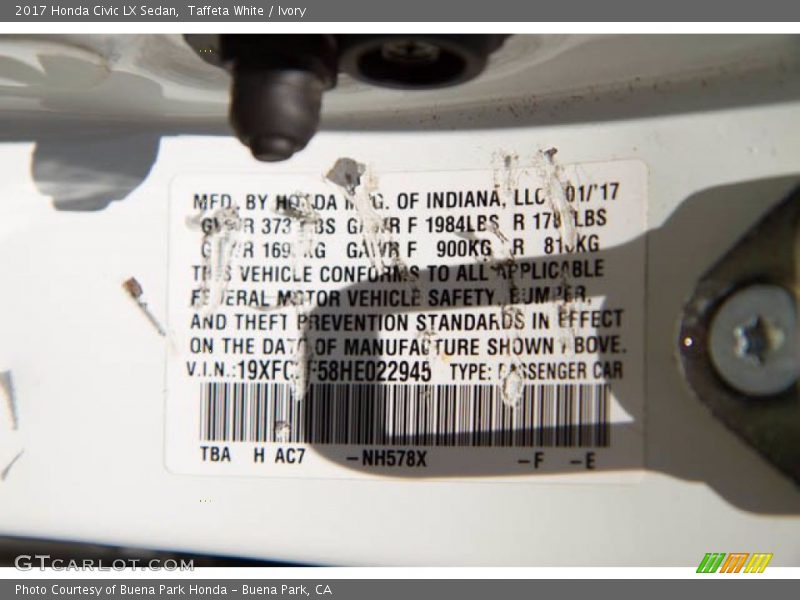 2017 Honda Civic LX Sedan, Taffeta White / Ivory
MFD. BY HONDA OF INDIANA, LLC 01/'17
LBS F 1984LBS R
F 900KG R
THIS VEHICLE CONFORMS TO ALL APPLICABLE
FEDERAL MOTOR VEHICLE SAFETY, BUMPER,
AND THEFT PREVENTION STANDARDS IN EFFECT
ON THE DATE OF MANUFACTURE SHOWN ABOVE.
V.I.N.: TYPE: PASSENGER CAR
TBA H AC7 -NH578X -F -E
GTCARLOT.COM
Photo Courtesy of Buena Park Honda - Buena Park, CA